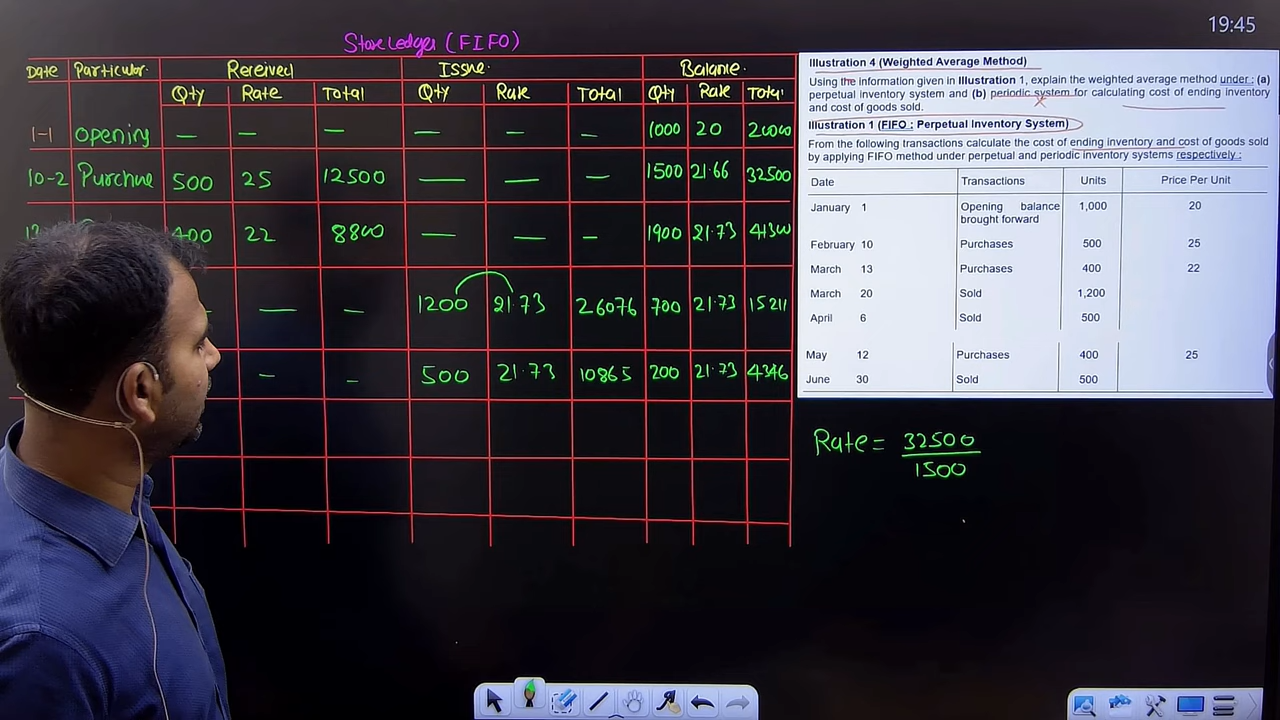 19:45
Store Ledger (FIFO)
Date Particular Received Issue Balance
Qty Rate Total Qty Rate Total Qty Rate Total
1-1 opening — — — — — — 1000 20 20000
10-2 Purchase 500 25 12500 — — — 1500 21.66 32500
400 22 8800 — — — 1900 21.73 41300
— — 1200 21.73 26076 700 21.73 15211
— — 500 21.73 10865 200 21.73 4346
Illustration 4 (Weighted Average Method)
Using the information given in Illustration 1, explain the weighted average method under : (a)
perpetual inventory system and (b) periodic system for calculating cost of ending inventory
and cost of goods sold.
Illustration 1 (FIFO : Perpetual Inventory System)
From the following transactions calculate the cost of ending inventory and cost of goods sold
by applying FIFO method under perpetual and periodic inventory systems respectively :
Date Transactions Units Price Per Unit
January 1 Opening balance 1,000 20
brought forward
February 10 Purchases 500 25
March 13 Purchases 400 22
March 20 Sold 1,200
April 6 Sold 500
May 12 Purchases 400 25
June 30 Sold 500
Rate = 32500
1500